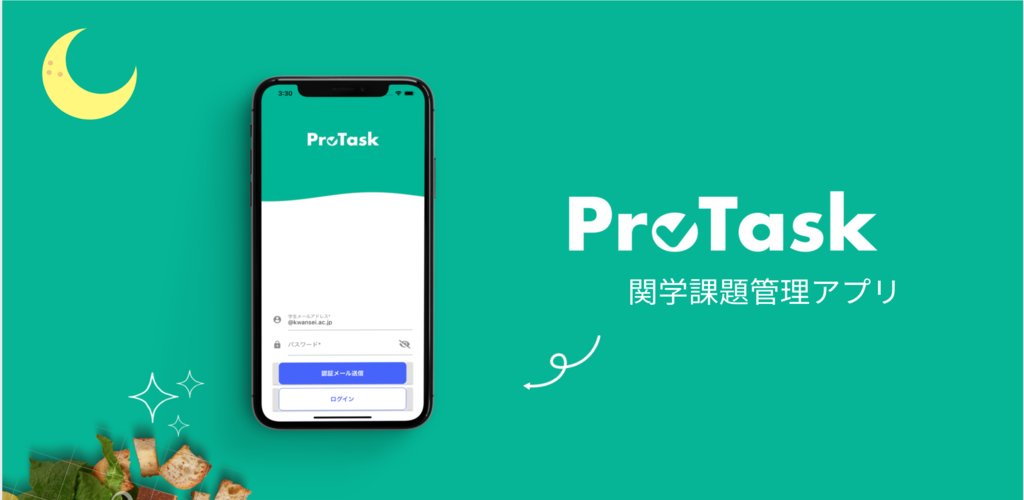 3:30
ProTask
学生メールアドレス*
@kwansei.ac.jp
パスワード*
認証メール送信
ログイン
ProTask
関学課題管理アプリ